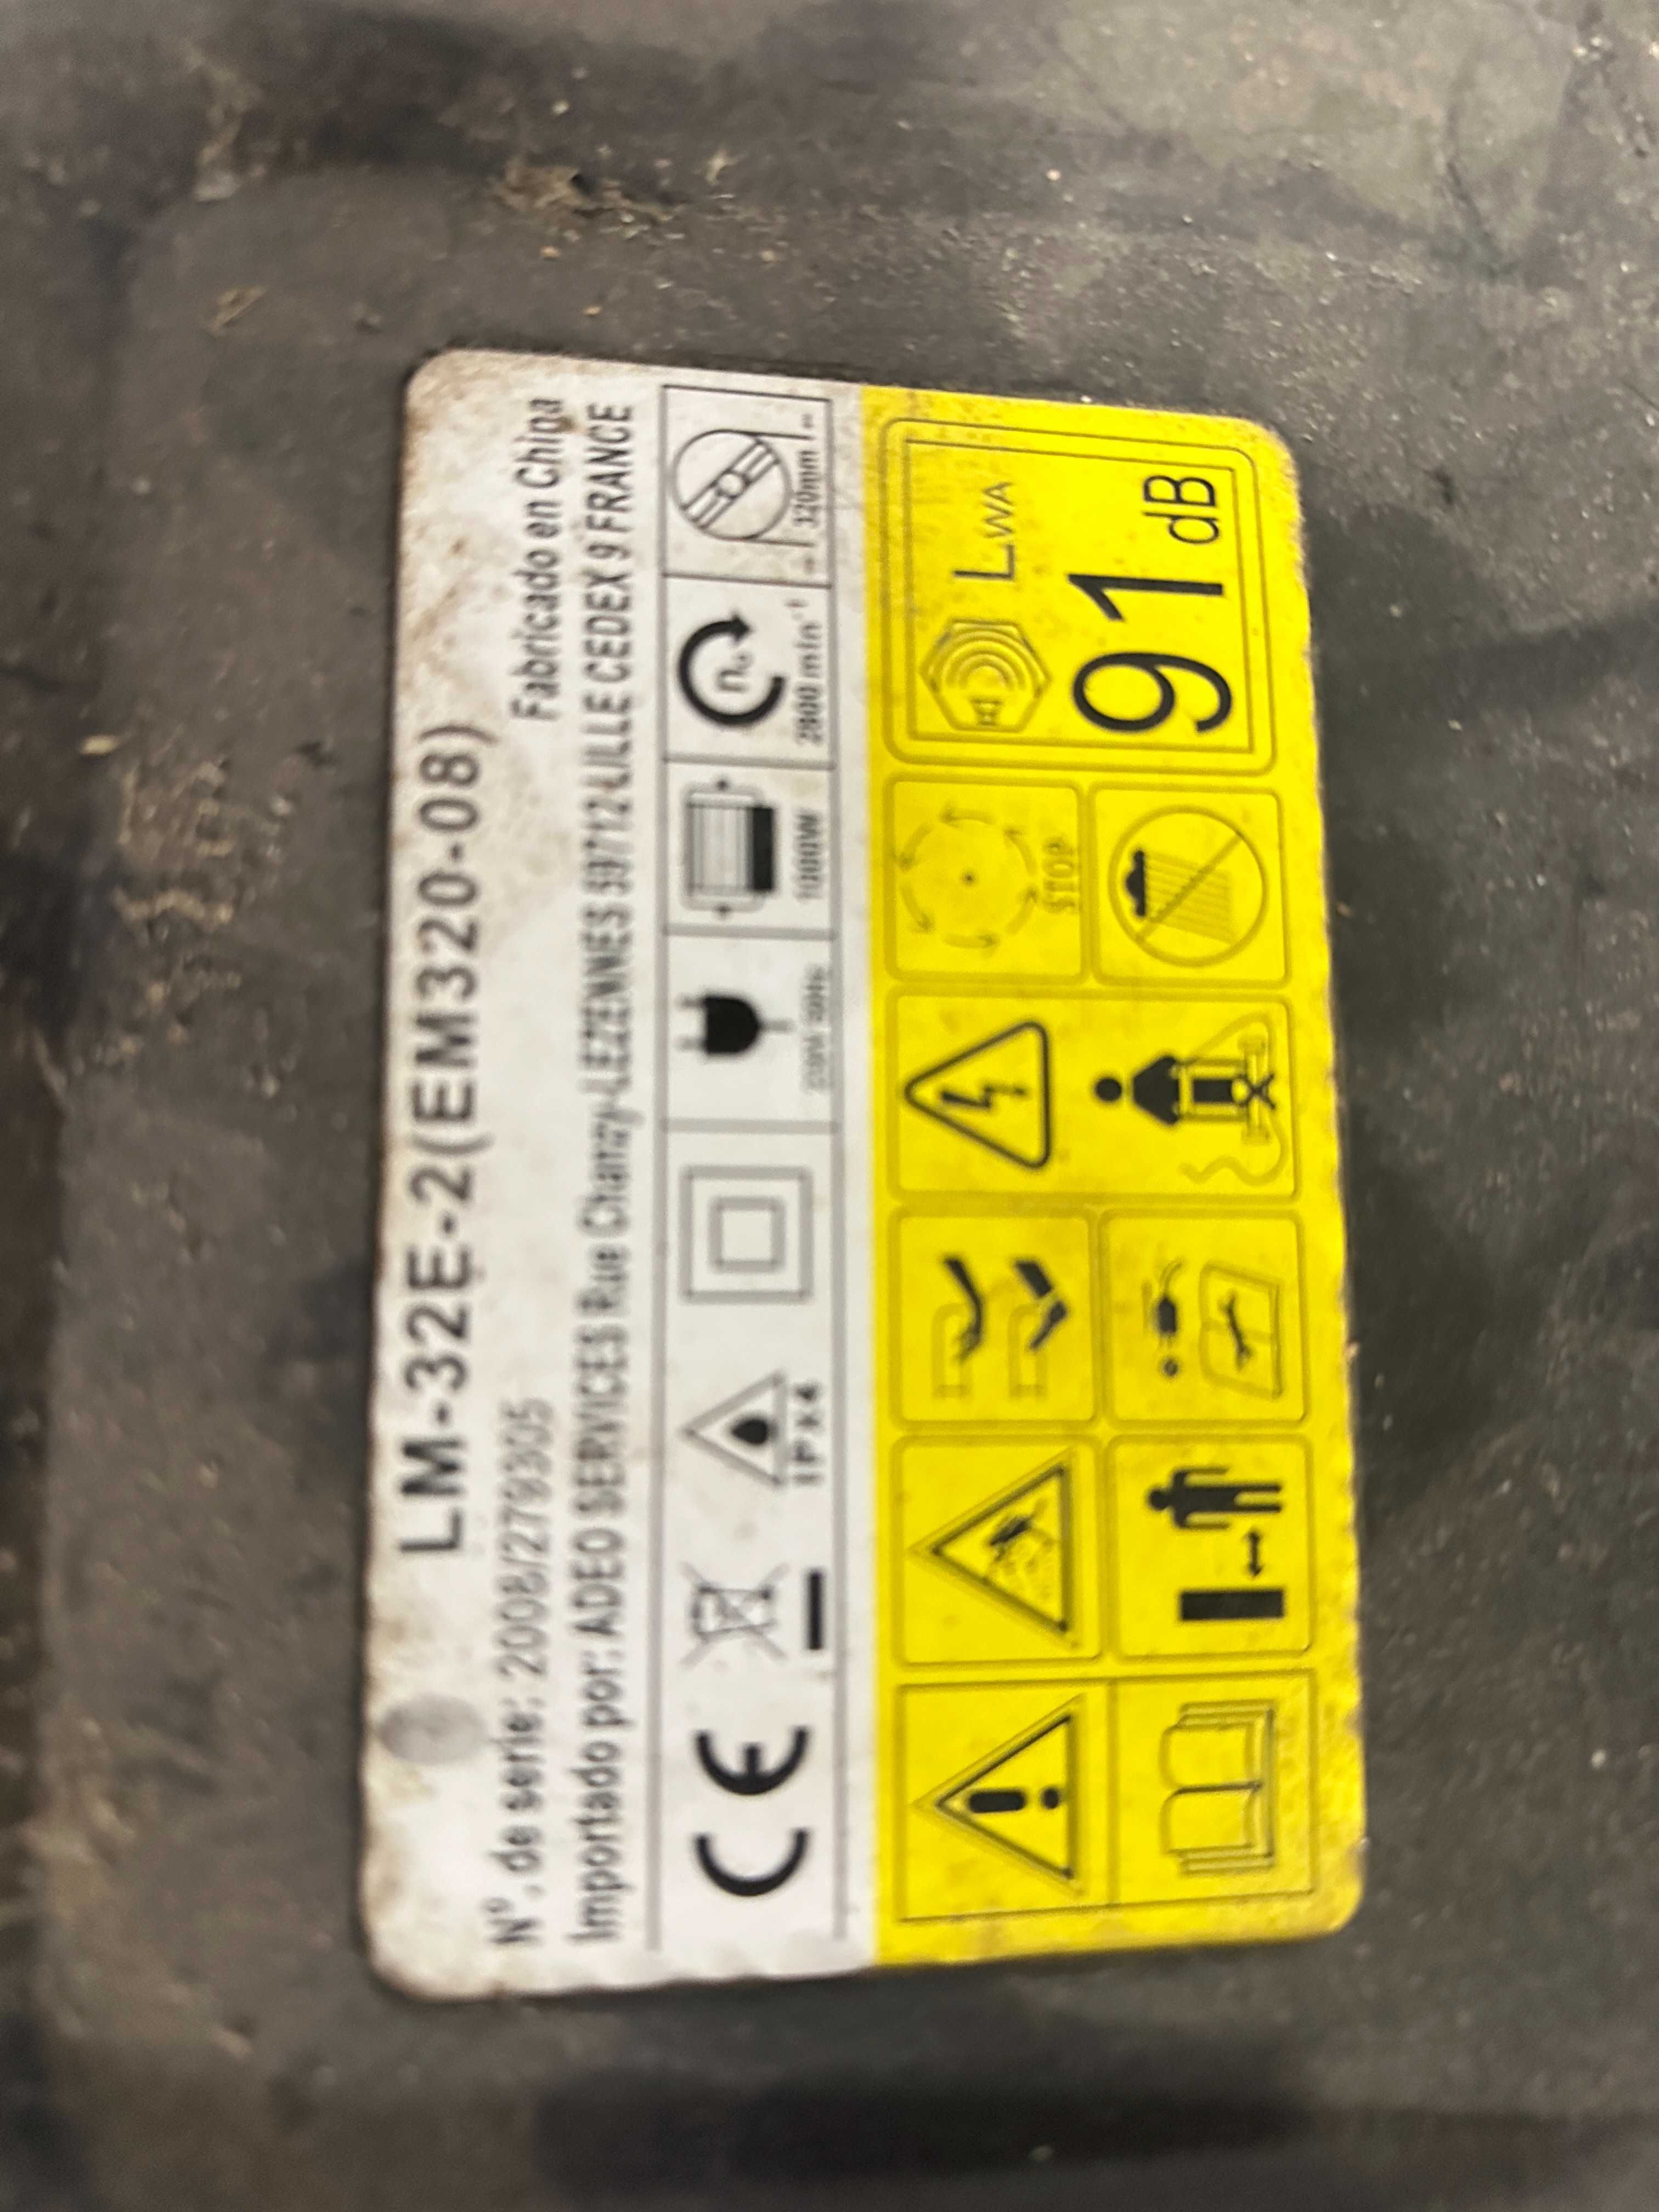 LM-32E-2(EM320-08)
Nº. de serie: 2008/279305 Fabricado en China
Importado por: ADEO SERVICES Rue Chanzy-LEZENNES 59712 LILLE CEDEX 9 FRANCE
CE IPX4 230V 50Hz 1000W n₀ 2800 min⁻¹ 320mm
STOP
LWA
91 dB